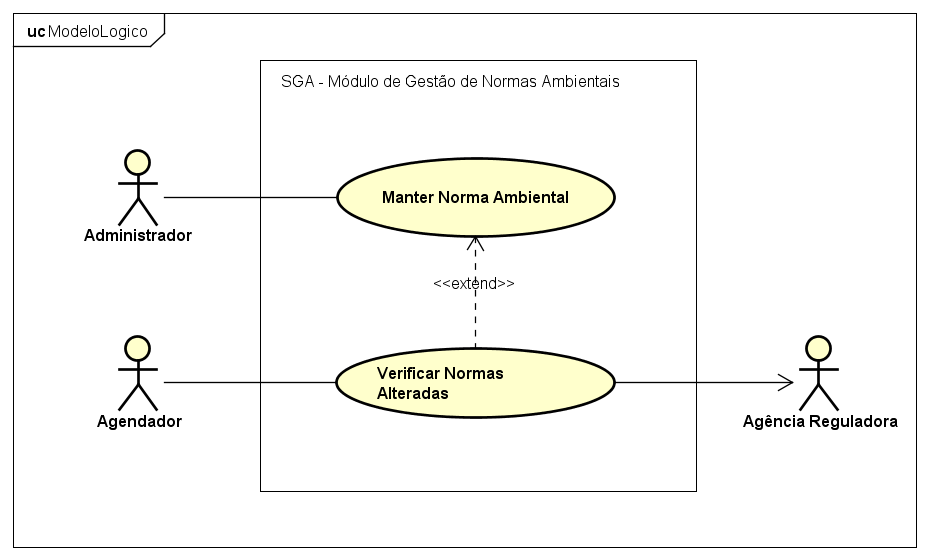 uc ModeloLogico
SGA - Módulo de Gestão de Normas Ambientais
Manter Norma Ambiental
Administrador
<<extend>>
Verificar Normas
Alteradas
Agendador
Agência Reguladora